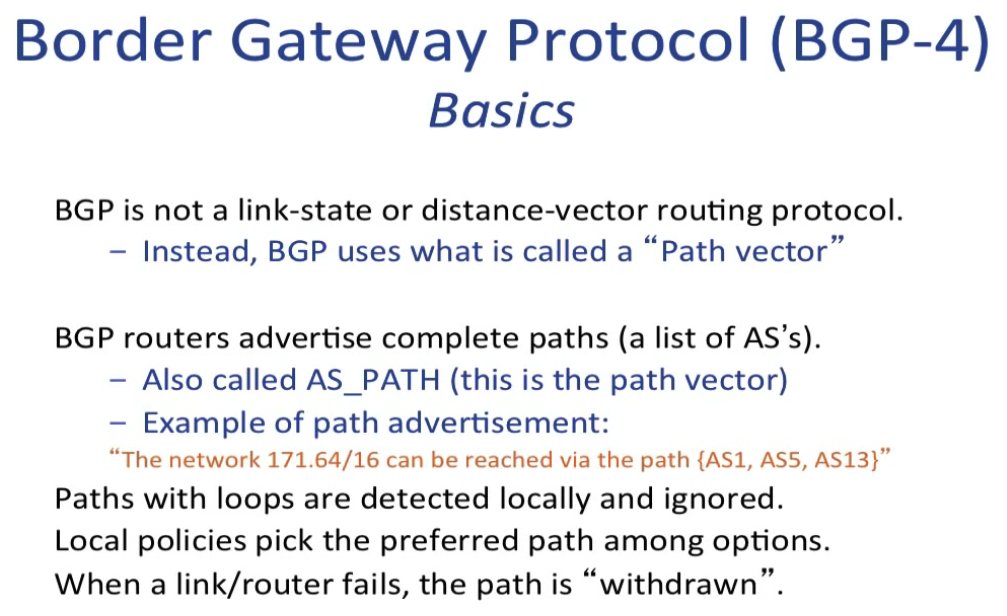 Border Gateway Protocol (BGP-4)
Basics
BGP is not a link-state or distance-vector routing protocol.
– Instead, BGP uses what is called a “Path vector”
BGP routers advertise complete paths (a list of AS’s).
– Also called AS_PATH (this is the path vector)
– Example of path advertisement:
“The network 171.64/16 can be reached via the path {AS1, AS5, AS13}”
Paths with loops are detected locally and ignored.
Local policies pick the preferred path among options.
When a link/router fails, the path is “withdrawn”.